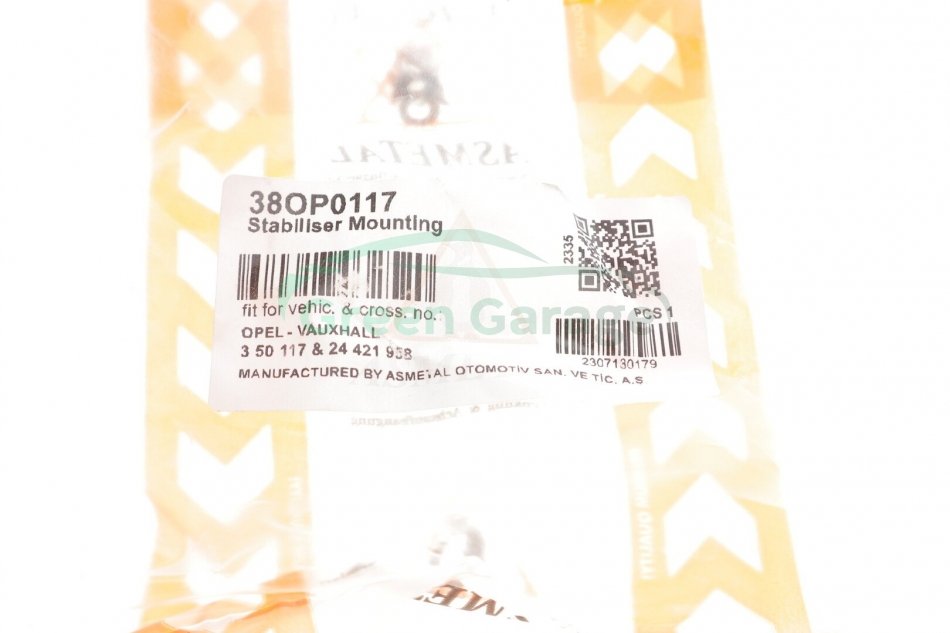 ASMETAL
38OP0117
Stabiliser Mounting
2335
fit for vehic. & cross. no.:
Green Garage
PCS 1
OPEL - VAUXHALL
3 50 117 & 24 421 958
2307130179
MANUFACTURED BY ASMETAL OTOMOTIV SAN. VE TIC. A.S